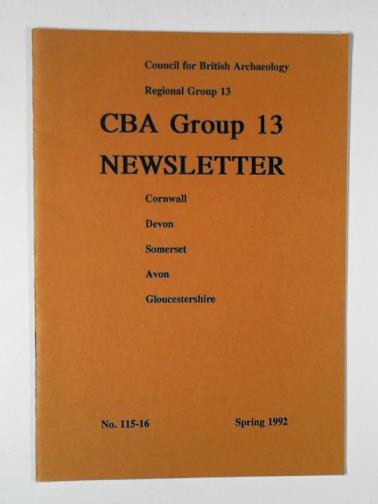 Council for British Archaeology
Regional Group 13
CBA Group 13
NEWSLETTER
Cornwall
Devon
Somerset
Avon
Gloucestershire
No. 115-16 Spring 1992